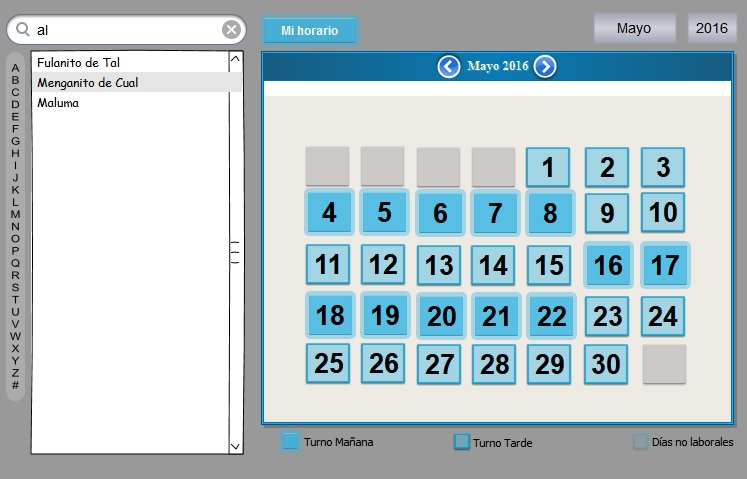 al
Mi horario
Mayo
2016
A
B
C
D
E
F
G
H
I
J
K
L
M
N
O
P
Q
R
S
T
U
V
W
X
Y
Z
#
Fulanito de Tal
Menganito de Cual
Maluma
Mayo 2016
1 2 3
4 5 6 7 8 9 10
11 12 13 14 15 16 17
18 19 20 21 22 23 24
25 26 27 28 29 30
Turno Mañana
Turno Tarde
Días no laborales